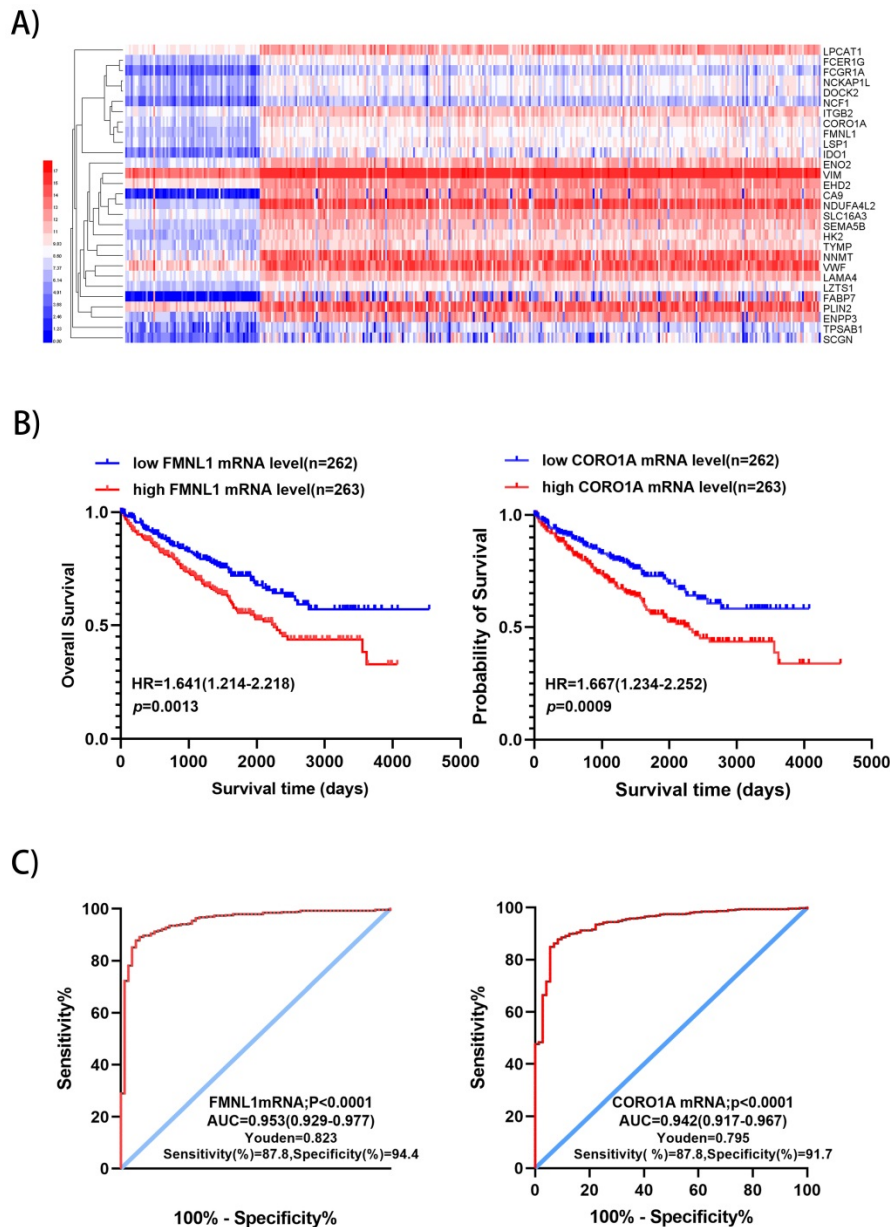 A)
LPCAT1
FCER1G
FCGR1A
NCKAP1L
DOCK2
NCF1
ITGB2
CORO1A
FMNL1
LSP1
IDO1
ENO2
VIM
EHD2
CA9
NDUFA4L2
SLC16A3
SEMA5B
HK2
TYMP
NNMT
VWF
LAMA4
LZTS1
FABP7
PLIN2
ENPP3
TPSAB1
SCGN
B)
low FMNL1 mRNA level(n=262)
high FMNL1 mRNA level(n=263)
1.0
0.5
0.0
Overall Survival
HR=1.641(1.214-2.218)
p=0.0013
0 1000 2000 3000 4000 5000
Survival time (days)
low CORO1A mRNA level(n=262)
high CORO1A mRNA level(n=263)
1.0
0.5
0.0
Probability of Survival
HR=1.667(1.234-2.252)
p=0.0009
0 1000 2000 3000 4000 5000
Survival time (days)
C)
100
80
60
40
20
0
Sensitivity%
FMNL1mRNA;P<0.0001
AUC=0.953(0.929-0.977)
Youden=0.823
Sensitivity(%)=87.8,Specificity(%)=94.4
100% - Specificity%
100
80
60
40
20
0
Sensitivity%
CORO1A mRNA;p<0.0001
AUC=0.942(0.917-0.967)
Youden=0.795
Sensitivity( %)=87.8,Specificity(%)=91.7
0 20 40 60 80 100
100% - Specificity%